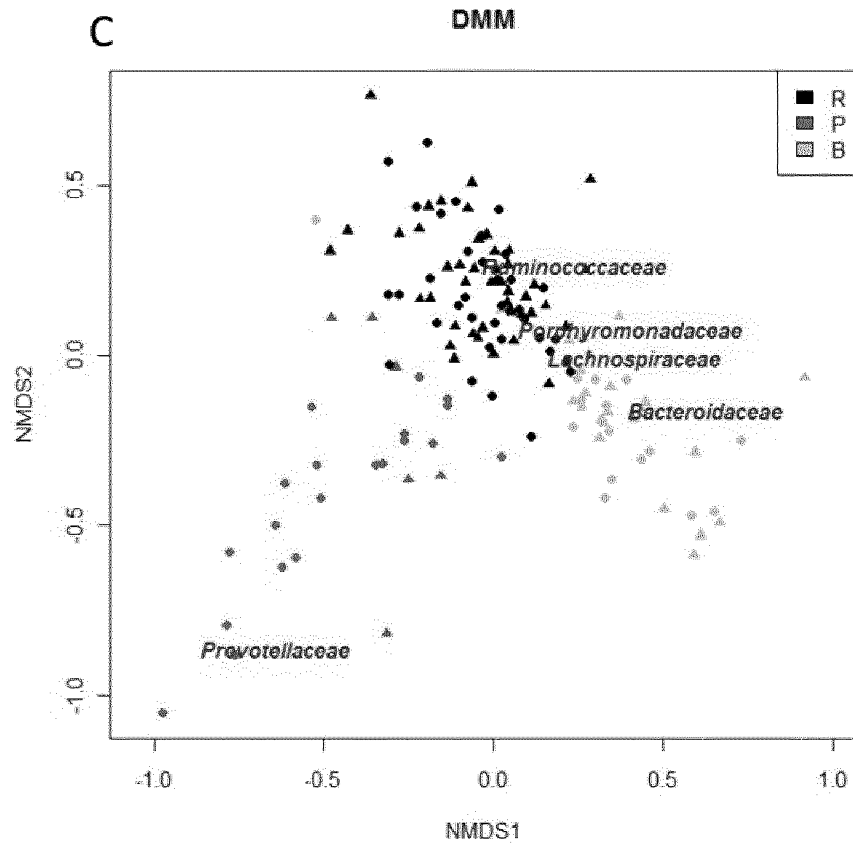 C
DMM
R
P
B
0.5
0.0
-0.5
-1.0
NMDS2
Ruminococcaceae
Porphyromonadaceae
Lachnospiraceae
Bacteroidaceae
Prevotellaceae
-1.0 -0.5 0.0 0.5 1.0
NMDS1